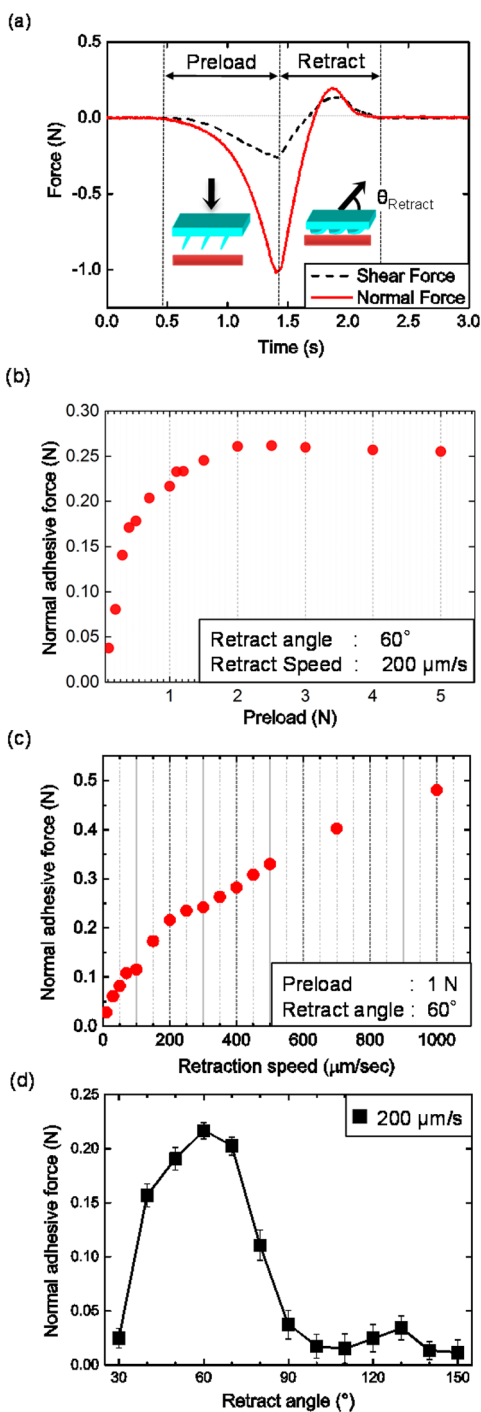 (a)
Preload
Retract
Force (N)
0.5
0.0
-0.5
-1.0
θRetract
Shear Force
Normal Force
0.0 0.5 1.0 1.5 2.0 2.5 3.0
Time (s)
(b)
Normal adhesive force (N)
0.30
0.25
0.20
0.15
0.10
0.05
0.00
Retract angle : 60°
Retract Speed : 200 μm/s
1 2 3 4 5
Preload (N)
(c)
Normal adhesive force (N)
0.5
0.4
0.3
0.2
0.1
0.0
Preload : 1 N
Retract angle : 60°
0 200 400 600 800 1000
Retraction speed (μm/sec)
(d)
Normal adhesive force (N)
0.25
0.20
0.15
0.10
0.05
0.00
200 μm/s
30 60 90 120 150
Retract angle (°)